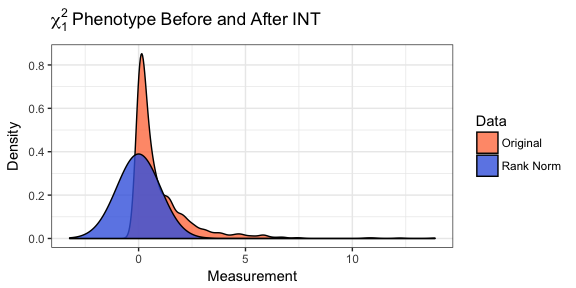 χ₁² Phenotype Before and After INT
Density
0.8
0.6
0.4
0.2
0.0
0
5
10
Measurement
Data
Original
Rank Norm